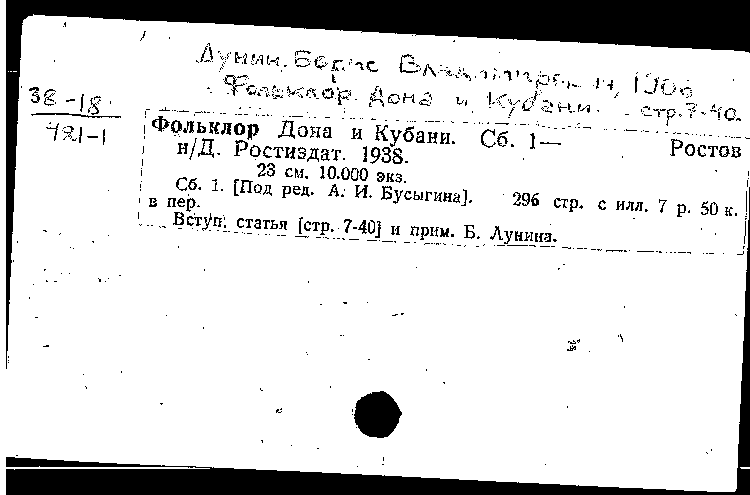 Лунин, Борис Владимирович, 1906
Фольклор Дона и Кубани. стр. 7-40.
38-18
421-1
Фольклор Дона и Кубани. Сб. 1— Ростов
н/Д. Ростиздат. 1938.
23 см. 10.000 экз.
Сб. 1. [Под ред. А. И. Бусыгина]. 296 стр. с илл. 7 р. 50 к.
в пер.
Вступ. статья [стр. 7-40] и прим. Б. Лунина.